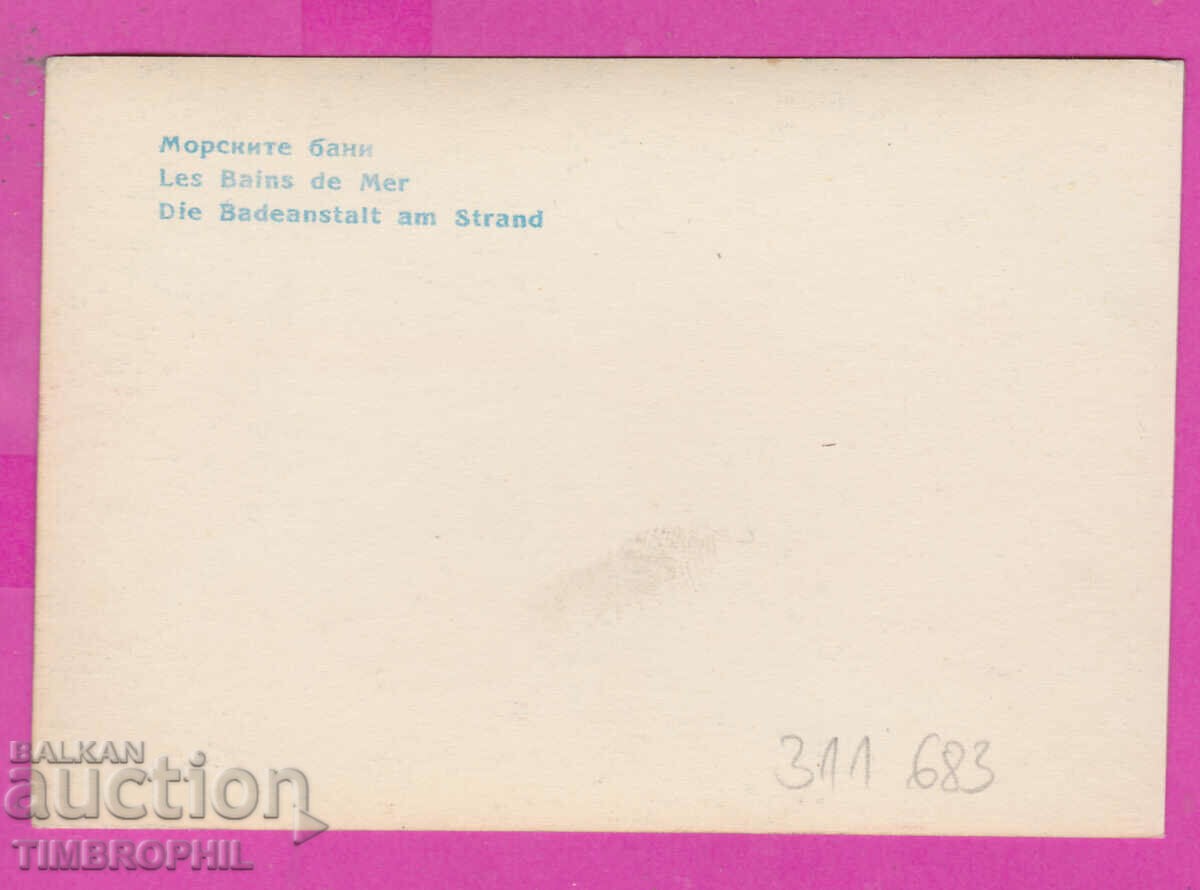 Морските бани
Les Bains de Mer
Die Badeanstalt am Strand
311 683
BALKAN
auction
TIMBROPHIL